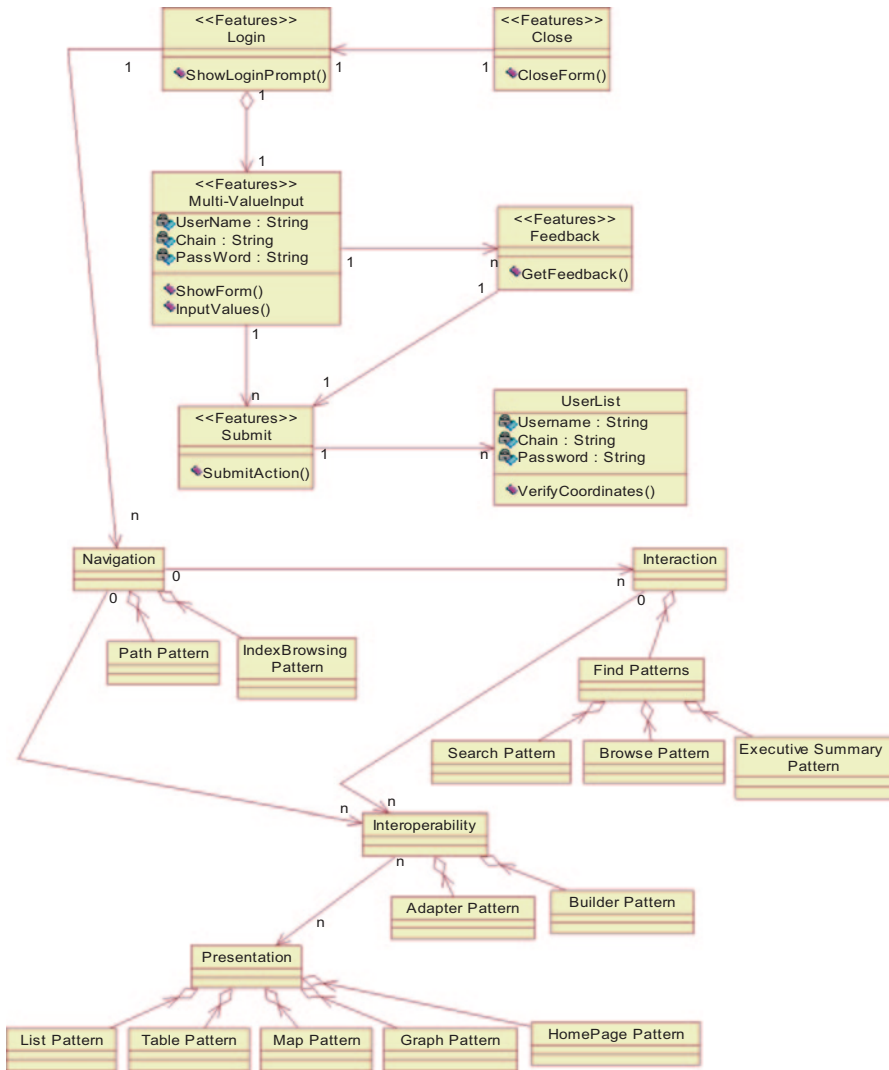 <<Features>>
Login
ShowLoginPrompt()
<<Features>>
Close
CloseForm()
1
1
1
1
1
<<Features>>
Multi-ValueInput
UserName : String
Chain : String
PassWord : String
ShowForm()
InputValues()
<<Features>>
Feedback
GetFeedback()
1
n
1
1
1
n
<<Features>>
Submit
SubmitAction()
1
n
UserList
Username : String
Chain : String
Password : String
VerifyCoordinates()
n
Navigation
0
n
Interaction
0
0
Path Pattern
IndexBrowsing
Pattern
Find Patterns
Search Pattern
Browse Pattern
Executive Summary
Pattern
n
n
Interoperability
n
Adapter Pattern
Builder Pattern
n
Presentation
List Pattern
Table Pattern
Map Pattern
Graph Pattern
HomePage Pattern